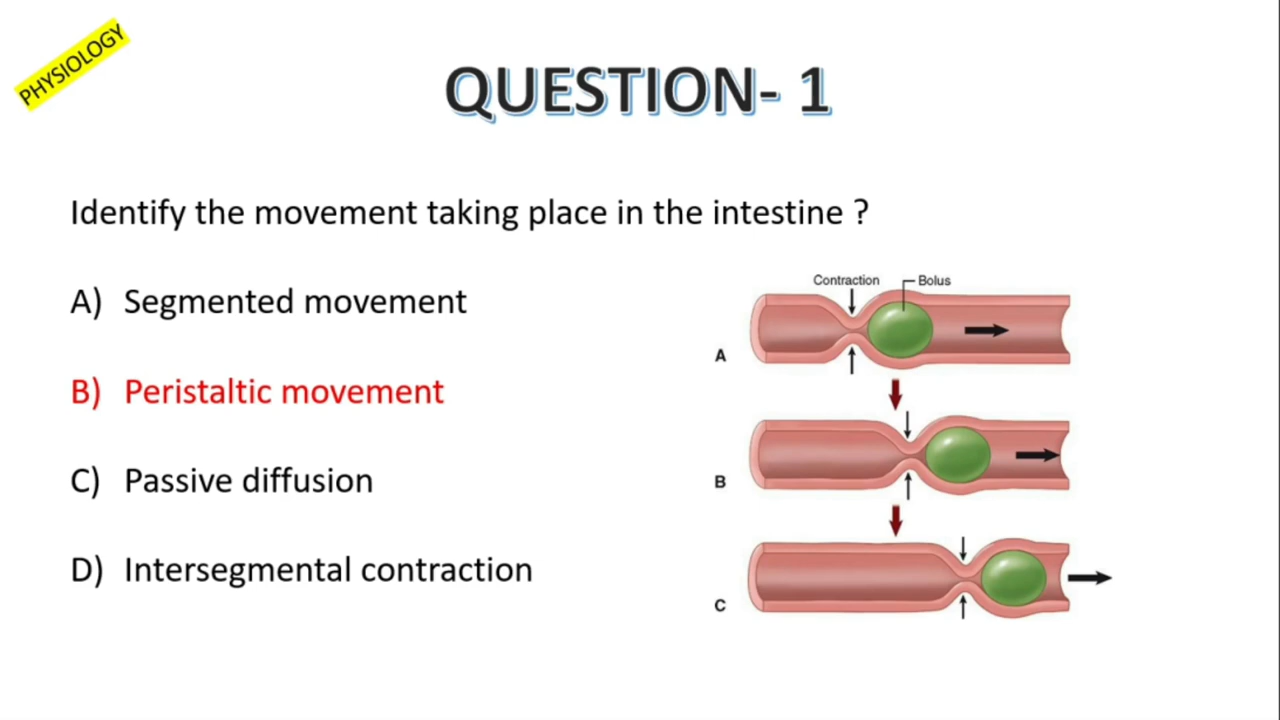 PHYSIOLOGY
QUESTION- 1
Identify the movement taking place in the intestine ?
A) Segmented movement
B) Peristaltic movement
C) Passive diffusion
D) Intersegmental contraction
Contraction Bolus
A
B
C